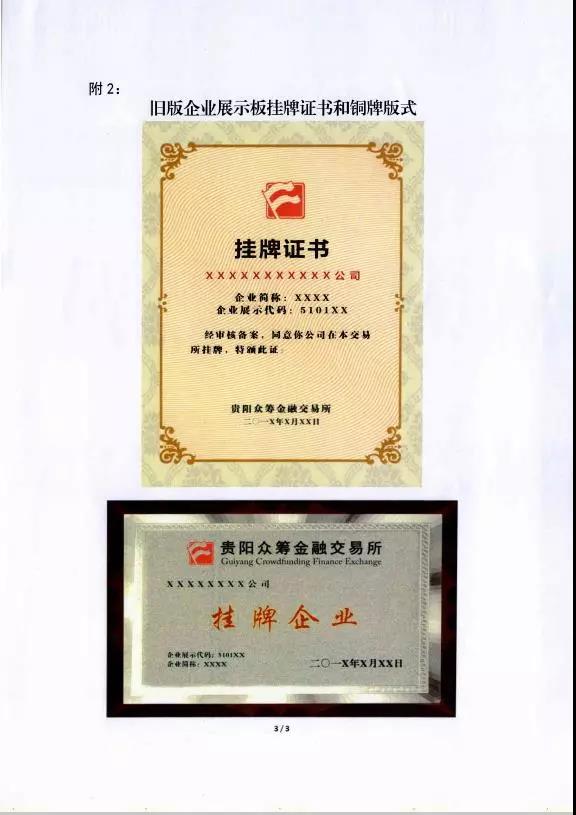 附2：
旧版企业展示板挂牌证书和铜牌版式
挂牌证书
XXXXXXXXXXX公司
企业简称：XXXX
企业展示代码：5101XX
经审核备案，同意你公司在本交易
所挂牌，特颁此证。
贵阳众筹金融交易所
二〇一X年X月XX日
贵阳众筹金融交易所
Guiyang Crowdfunding Finance Exchange
XXXXXXXX公司
挂牌企业
企业展示代码：5101XX
企业简称：XXXX
二〇一X年X月XX日
3 / 3